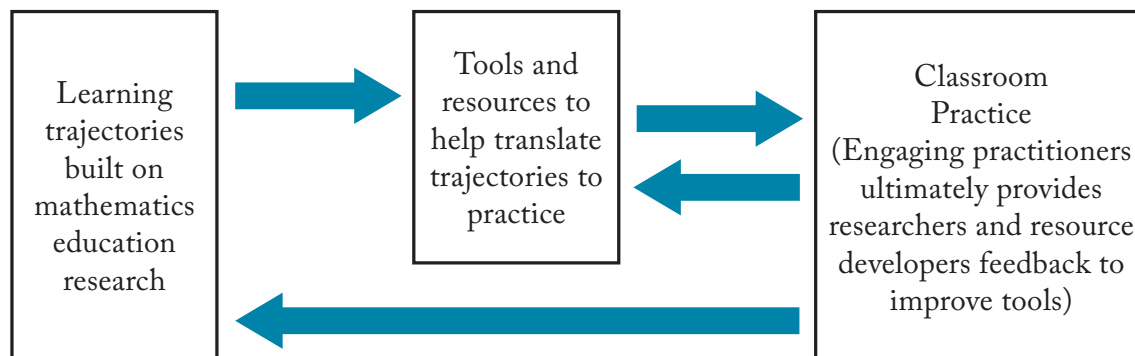 Learning
trajectories
built on
mathematics
education
research
Tools and
resources to
help translate
trajectories to
practice
Classroom
Practice
(Engaging practitioners
ultimately provides
researchers and resource
developers feedback to
improve tools)